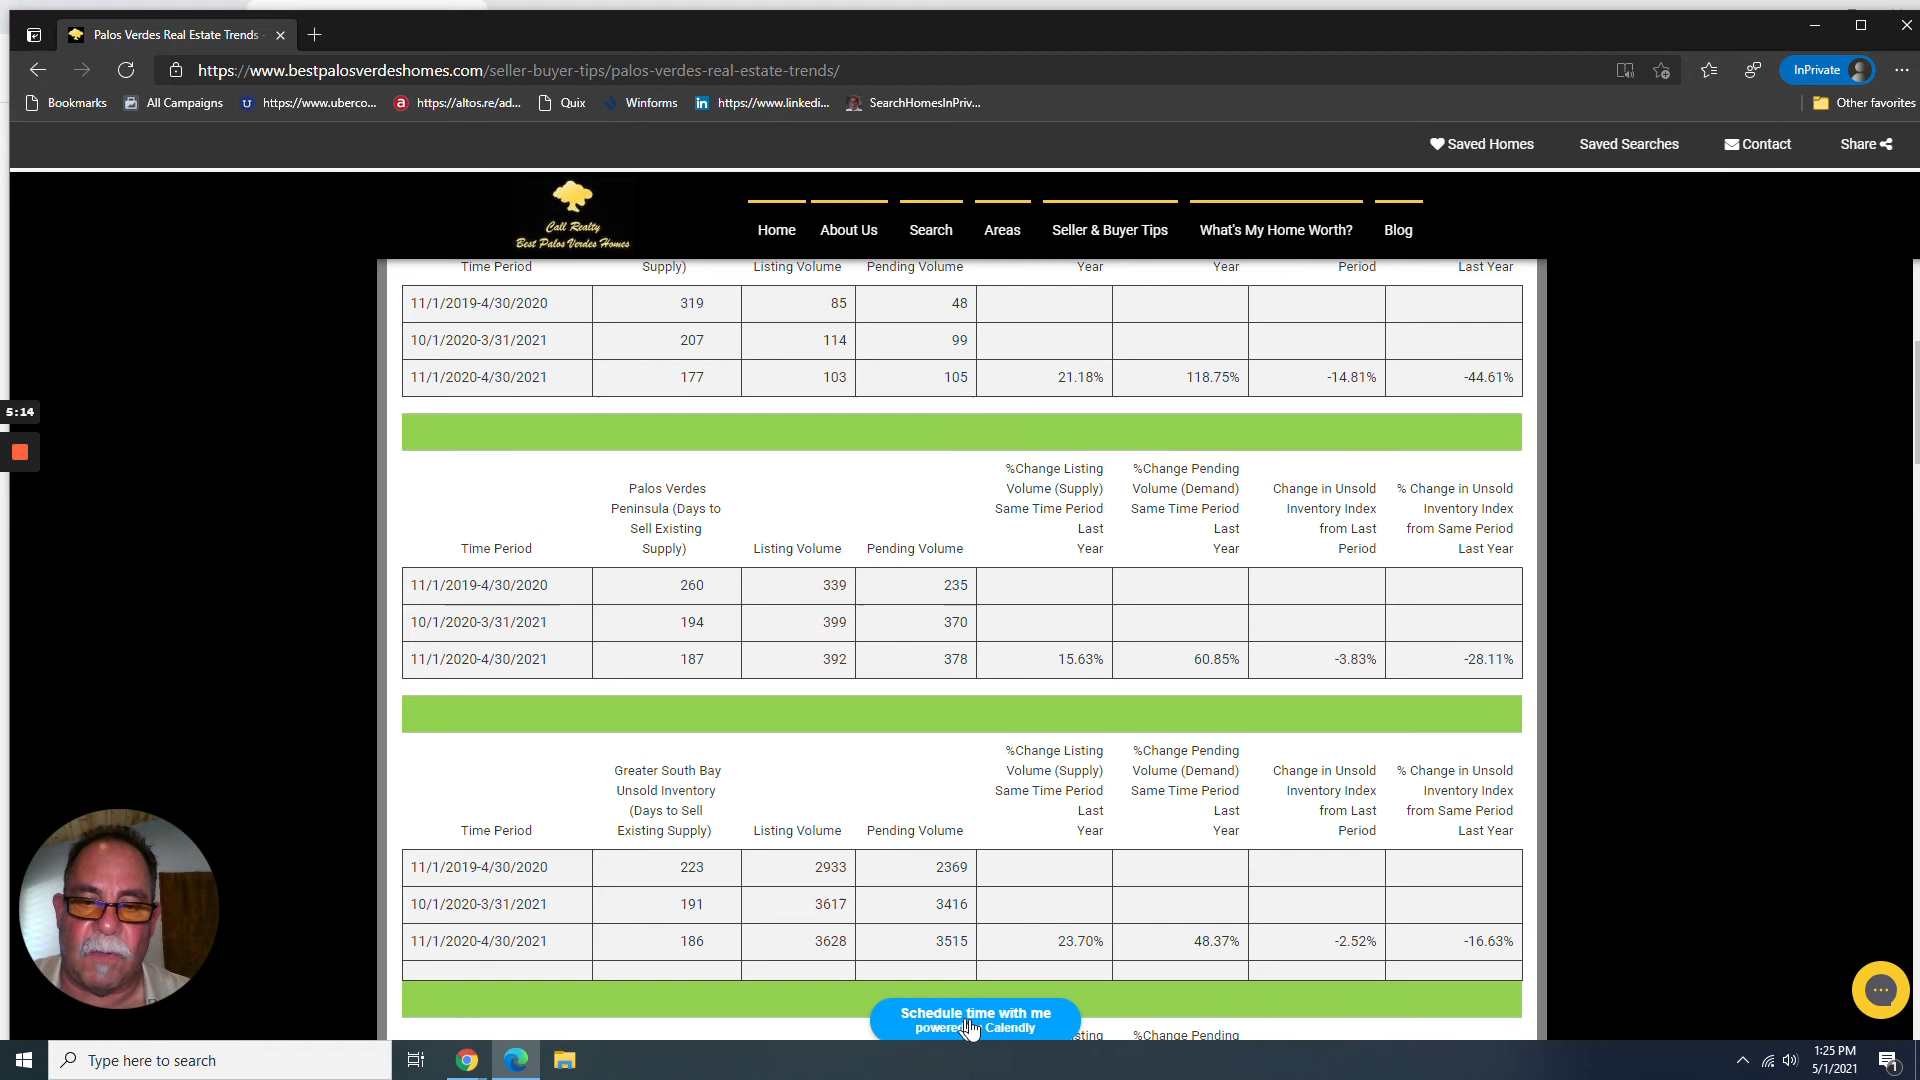 Palos Verdes Real Estate Trends
https://www.bestpalosverdeshomes.com/seller-buyer-tips/palos-verdes-real-estate-trends/
InPrivate
Bookmarks All Campaigns https://www.uberco... https://altos.re/ad... Quix Winforms https://www.linkedi... SearchHomesInPriv... Other favorites
Saved Homes Saved Searches Contact Share
Call Realty
Best Palos Verdes Homes
Home About Us Search Areas Seller & Buyer Tips What's My Home Worth? Blog
Time Period Supply) Listing Volume Pending Volume Year Year Period Last Year
11/1/2019-4/30/2020 319 85 48
10/1/2020-3/31/2021 207 114 99
11/1/2020-4/30/2021 177 103 105 21.18% 118.75% -14.81% -44.61%
5:14
%Change Listing %Change Pending
Palos Verdes Volume (Supply) Volume (Demand) Change in Unsold % Change in Unsold
Peninsula (Days to Same Time Period Same Time Period Inventory Index Inventory Index
Sell Existing Last Last from Last from Same Period
Time Period Supply) Listing Volume Pending Volume Year Year Period Last Year
11/1/2019-4/30/2020 260 339 235
10/1/2020-3/31/2021 194 399 370
11/1/2020-4/30/2021 187 392 378 15.63% 60.85% -3.83% -28.11%
%Change Listing %Change Pending
Greater South Bay Volume (Supply) Volume (Demand) Change in Unsold % Change in Unsold
Unsold Inventory Same Time Period Same Time Period Inventory Index Inventory Index
(Days to Sell Last Last from Last from Same Period
Time Period Existing Supply) Listing Volume Pending Volume Year Year Period Last Year
11/1/2019-4/30/2020 223 2933 2369
10/1/2020-3/31/2021 191 3617 3416
11/1/2020-4/30/2021 186 3628 3515 23.70% 48.37% -2.52% -16.63%
Schedule time with me
Calendly
%Change Pending
Type here to search
1:25 PM
5/1/2021
1